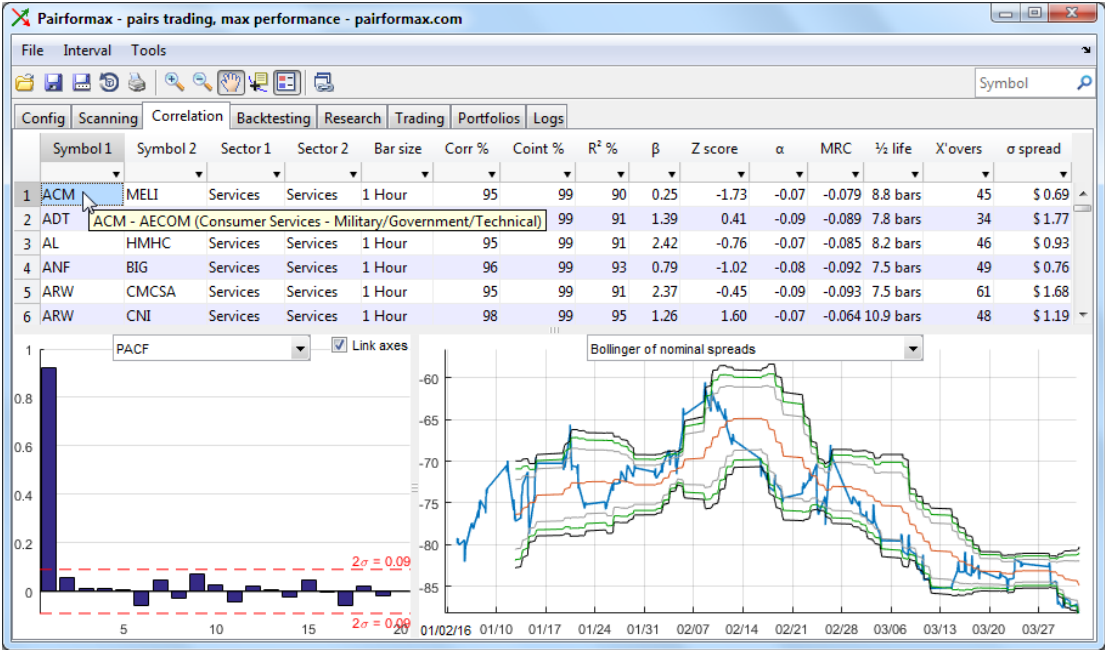 Pairformax - pairs trading, max performance - pairformax.com
File Interval Tools
Symbol
Config Scanning Correlation Backtesting Research Trading Portfolios Logs
Symbol 1 Symbol 2 Sector 1 Sector 2 Bar size Corr % Coint % R² % β Z score α MRC ½ life X'overs σ spread
1 ACM MELI Services Services 1 Hour 95 99 90 0.25 -1.73 -0.07 -0.079 8.8 bars 45 $ 0.69
2 ADT ACM - AECOM (Consumer Services - Military/Government/Technical) 99 91 1.39 0.41 -0.09 -0.089 7.8 bars 34 $ 1.77
3 AL HMHC Services Services 1 Hour 95 99 91 2.42 -0.76 -0.07 -0.085 8.2 bars 46 $ 0.93
4 ANF BIG Services Services 1 Hour 96 99 93 0.79 -1.02 -0.08 -0.092 7.5 bars 49 $ 0.76
5 ARW CMCSA Services Services 1 Hour 95 99 91 2.37 -0.45 -0.09 -0.093 7.5 bars 61 $ 1.68
6 ARW CNI Services Services 1 Hour 98 99 95 1.26 1.60 -0.07 -0.064 10.9 bars 48 $ 1.19
PACF Link axes
1
0.8
0.6
0.4
0.2
0
2σ = 0.09
2σ = 0.09
5 10 15 20
Bollinger of nominal spreads
-60
-65
-70
-75
-80
-85
01/02/16 01/10 01/17 01/24 01/31 02/07 02/14 02/21 02/28 03/06 03/13 03/20 03/27